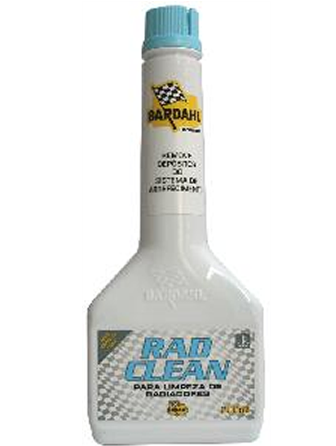 BARDAHL
REMOVE
DEPÓSITOS
DO
SISTEMA DE
ARREFECIMENTO
BARDAHL
RAD
CLEAN
PARA LIMPEZA DE
RADIADORES